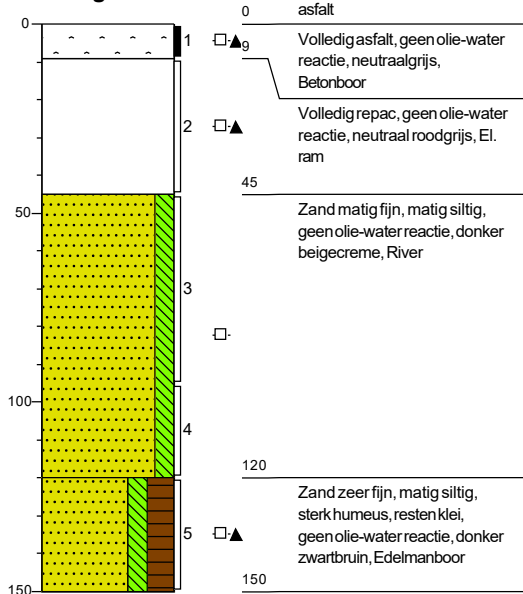 0
asfalt
0
1
9
Volledig asfalt, geen olie-water
reactie, neutraalgrijs,
Betonboor
2
Volledig repac, geen olie-water
reactie, neutraal roodgrijs, El.
ram
45
50
Zand matig fijn, matig siltig,
geen olie-water reactie, donker
beigecreme, River
3
100
4
120
Zand zeer fijn, matig siltig,
sterk humeus, resten klei,
geen olie-water reactie, donker
zwartbruin, Edelmanboor
5
150
150